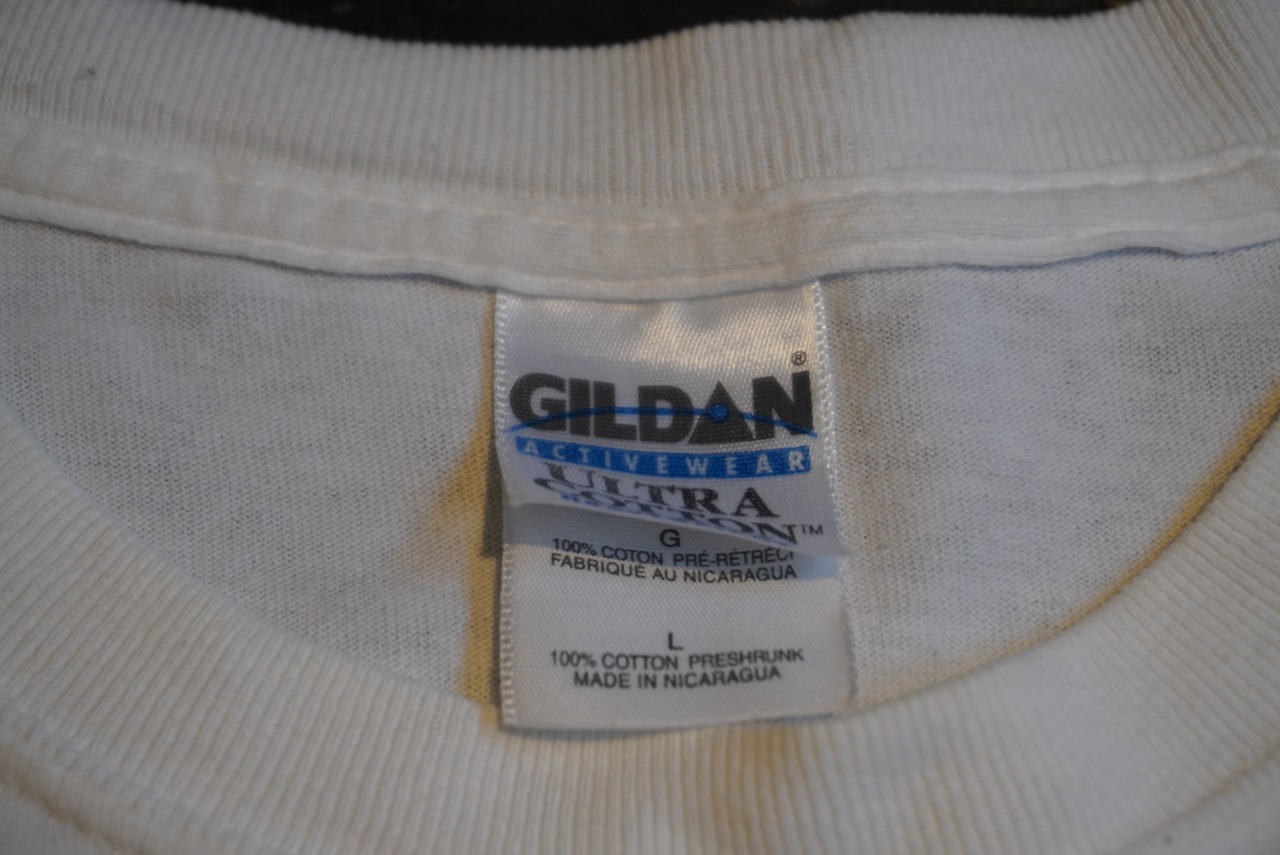 GILDAN®
ACTIVEWEAR
ULTRA
COTTON™
G
100% COTON PRÉ-RÉTRÉCI
FABRIQUÉ AU NICARAGUA
L
100% COTTON PRESHRUNK
MADE IN NICARAGUA